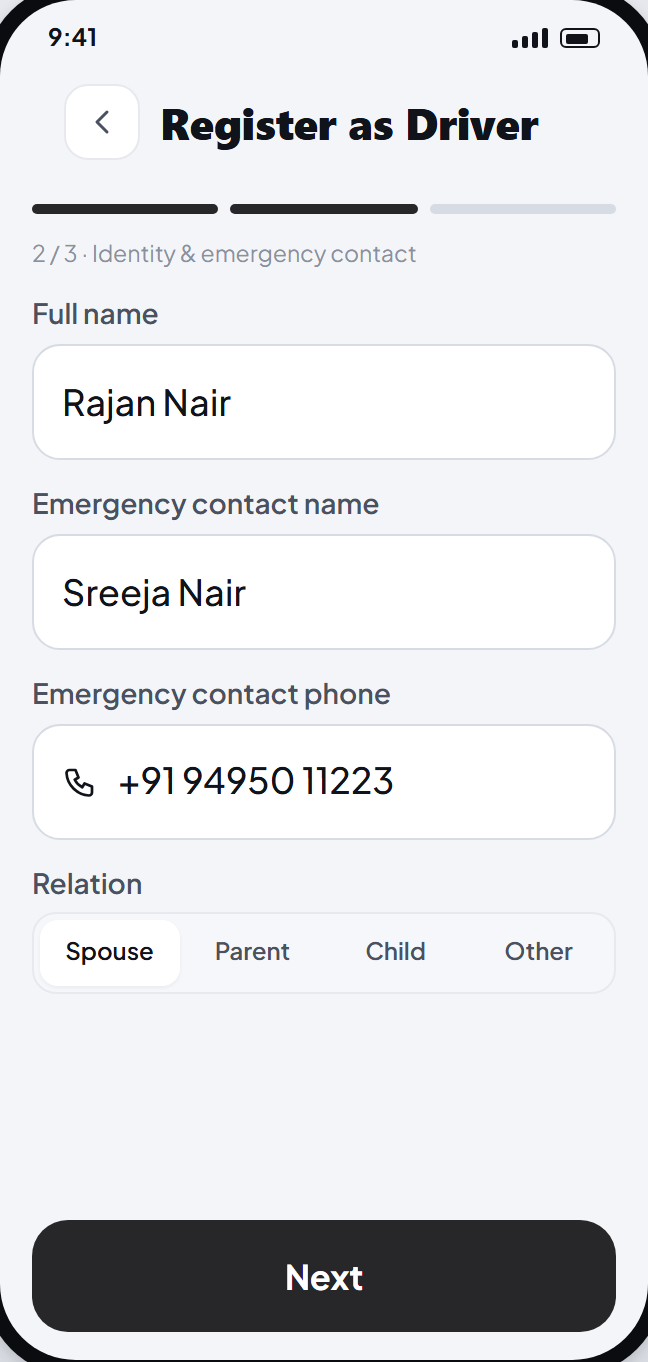 9:41
Register as Driver
2 / 3 · Identity & emergency contact
Full name
Rajan Nair
Emergency contact name
Sreeja Nair
Emergency contact phone
+91 94950 11223
Relation
Spouse Parent Child Other
Next